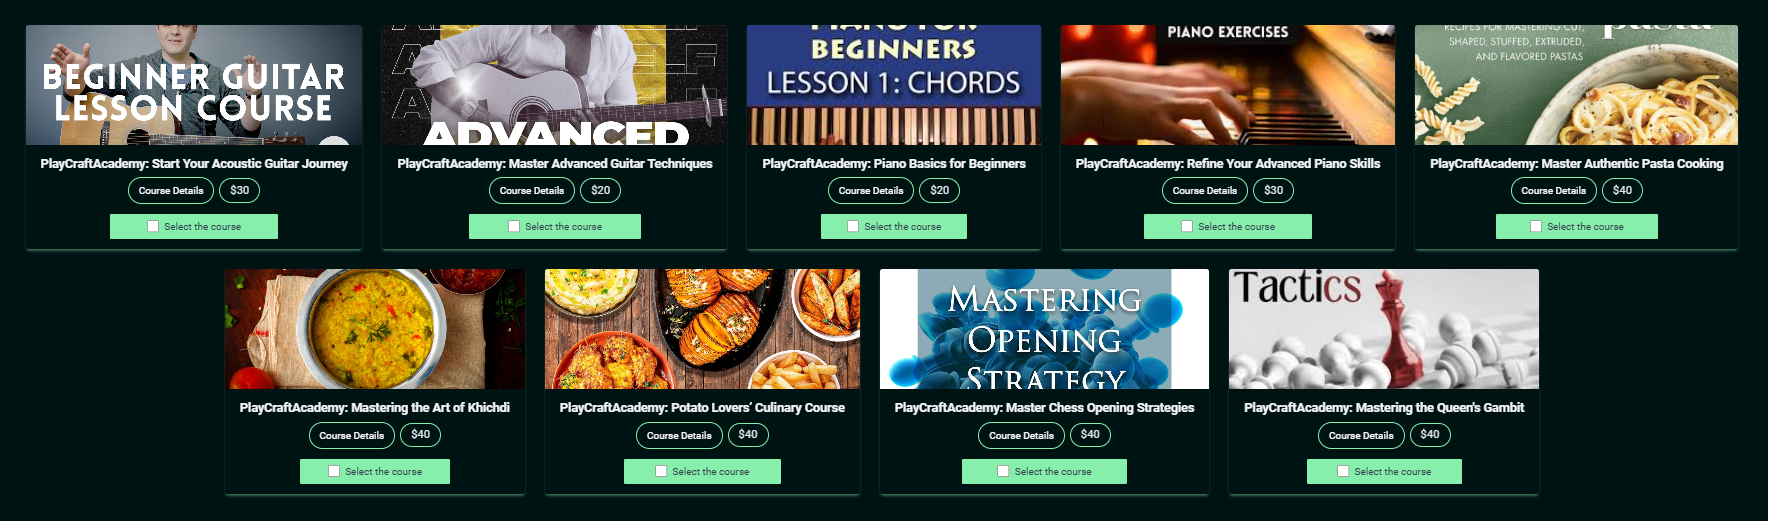 BEGINNER GUITAR
LESSON COURSE
PlayCraftAcademy: Start Your Acoustic Guitar Journey
Course Details
$30
Select the course
ADVANCED
PlayCraftAcademy: Master Advanced Guitar Techniques
Course Details
$20
Select the course
PIANO FOR
BEGINNERS
LESSON 1: CHORDS
PlayCraftAcademy: Piano Basics for Beginners
Course Details
$20
Select the course
PIANO EXERCISES
PlayCraftAcademy: Refine Your Advanced Piano Skills
Course Details
$30
Select the course
pasta
RECIPES FOR MASTERING CUT,
SHAPED, STUFFED, EXTRUDED,
AND FLAVORED PASTAS
PlayCraftAcademy: Master Authentic Pasta Cooking
Course Details
$40
Select the course
PlayCraftAcademy: Mastering the Art of Khichdi
Course Details
$40
Select the course
PlayCraftAcademy: Potato Lovers’ Culinary Course
Course Details
$40
Select the course
MASTERING
OPENING
STRATEGY
PlayCraftAcademy: Master Chess Opening Strategies
Course Details
$40
Select the course
Tactics
PlayCraftAcademy: Mastering the Queen's Gambit
Course Details
$40
Select the course